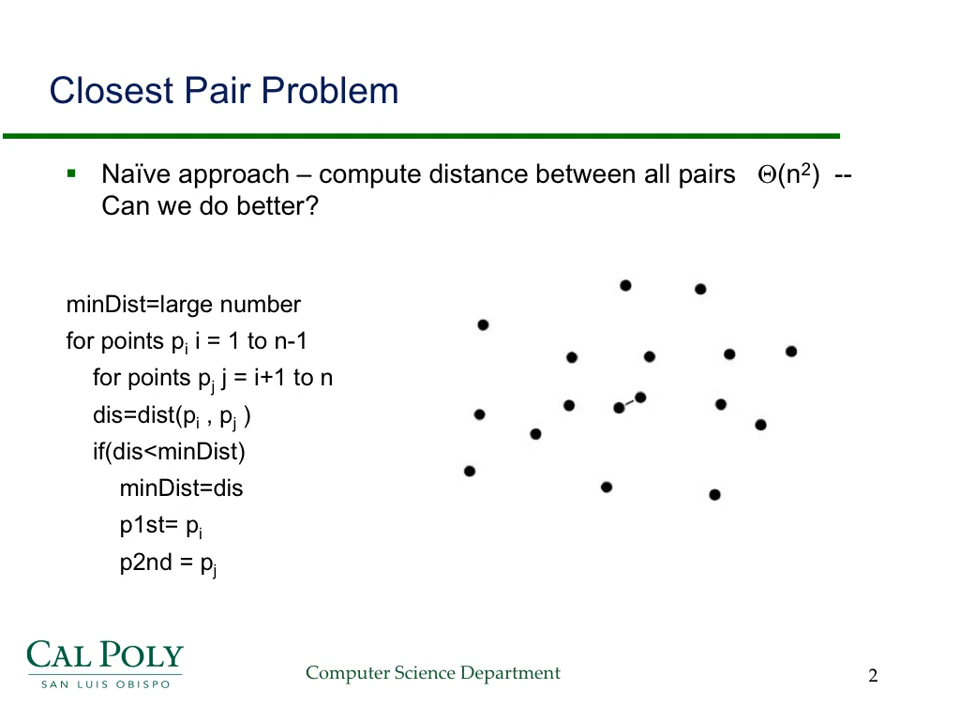 Closest Pair Problem
▪ Naïve approach – compute distance between all pairs Θ(n²) --
Can we do better?
minDist=large number
for points pᵢ i = 1 to n-1
for points pⱼ j = i+1 to n
dis=dist(pᵢ , pⱼ )
if(dis<minDist)
minDist=dis
p1st= pᵢ
p2nd = pⱼ
CAL POLY
SAN LUIS OBISPO
Computer Science Department
2